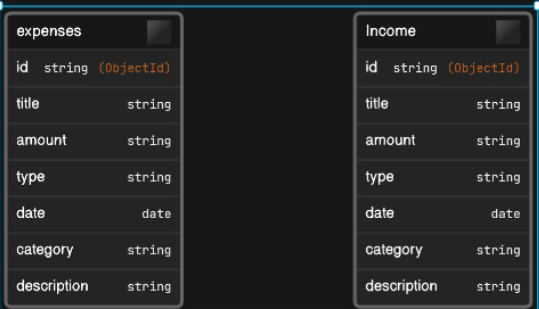 expenses
id string (ObjectId)
title string
amount string
type string
date date
category string
description string
Income
id string (ObjectId)
title string
amount string
type string
date date
category string
description string